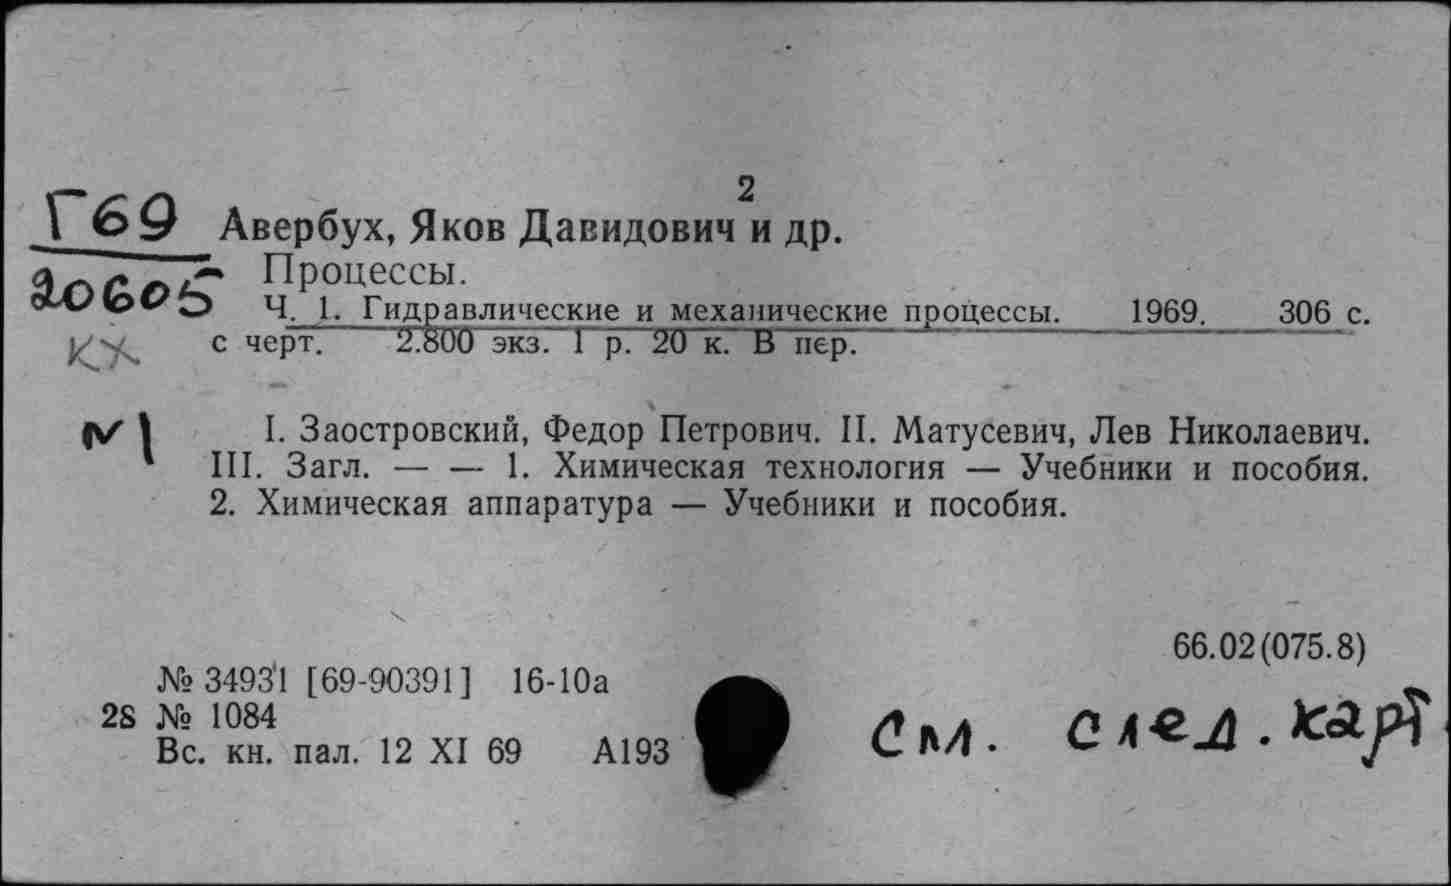 2
Г69 Авербух, Яков Давидович и др.
20605 Процессы.
Ч. 1. Гидравлические и механические процессы. 1969. 306 с.
кх с черт. 2.800 экз. 1 р. 20 к. В пер.
I. Заостровский, Федор Петрович. II. Матусевич, Лев Николаевич.
III. Загл. — — 1. Химическая технология — Учебники и пособия.
2. Химическая аппаратура — Учебники и пособия.
66.02(075.8)
№ 34931 [69-90391] 16-10а
28 № 1084
Вс. кн. пал. 12 XI 69 А193
См. след. карт